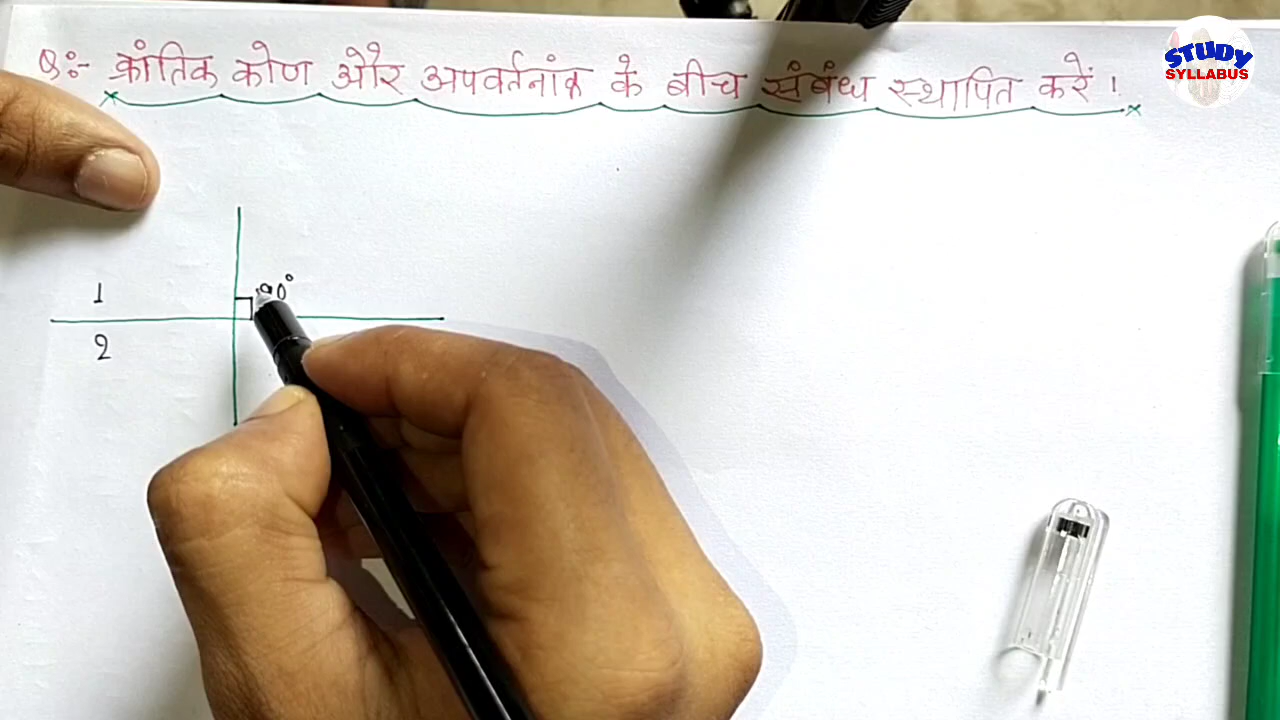 Q:- क्रांतिक कोण और अपवर्तनांक के बीच संबंध स्थापित करें।
STUDY
SYLLABUS
90°
1
2